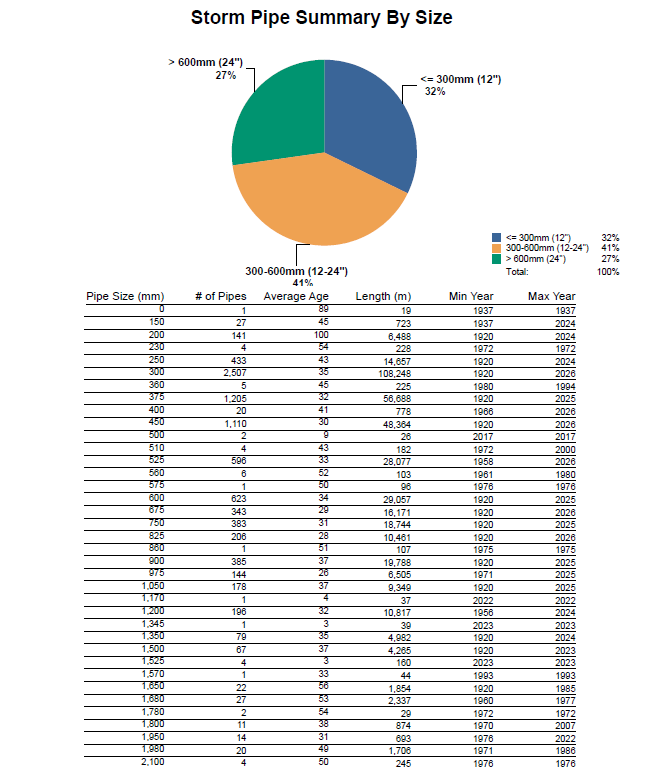 Storm Pipe Summary By Size
> 600mm (24")
27%
<= 300mm (12")
32%
300-600mm (12-24")
41%
<= 300mm (12") 32%
300-600mm (12-24") 41%
> 600mm (24") 27%
Total: 100%
Pipe Size (mm) # of Pipes Average Age Length (m) Min Year Max Year
0 1 89 19 1937 1937
150 27 45 723 1937 2024
200 141 100 6,488 1920 2024
230 4 54 228 1972 1972
250 433 43 14,657 1920 2024
300 2,507 35 108,248 1920 2026
360 5 45 225 1980 1994
375 1,205 32 56,688 1920 2025
400 20 41 778 1966 2026
450 1,110 30 48,364 1920 2026
500 2 9 26 2017 2017
510 4 43 182 1972 2000
525 596 33 28,077 1958 2026
560 6 52 103 1961 1980
575 1 50 96 1976 1976
600 623 34 29,057 1920 2025
675 343 29 16,171 1920 2026
750 383 31 18,744 1920 2025
825 206 28 10,461 1920 2026
860 1 51 107 1975 1975
900 385 37 19,788 1920 2025
975 144 26 6,505 1971 2025
1,050 178 37 9,349 1920 2025
1,170 1 4 37 2022 2022
1,200 196 32 10,817 1956 2024
1,345 1 3 39 2023 2023
1,350 79 35 4,982 1920 2024
1,500 67 37 4,265 1920 2023
1,525 4 3 160 2023 2023
1,570 1 33 44 1993 1993
1,650 22 56 1,854 1920 1985
1,680 27 53 2,337 1960 1977
1,780 2 54 29 1972 1972
1,800 11 38 874 1970 2007
1,950 14 31 693 1976 2022
1,980 20 49 1,706 1971 1986
2,100 4 50 245 1976 1976